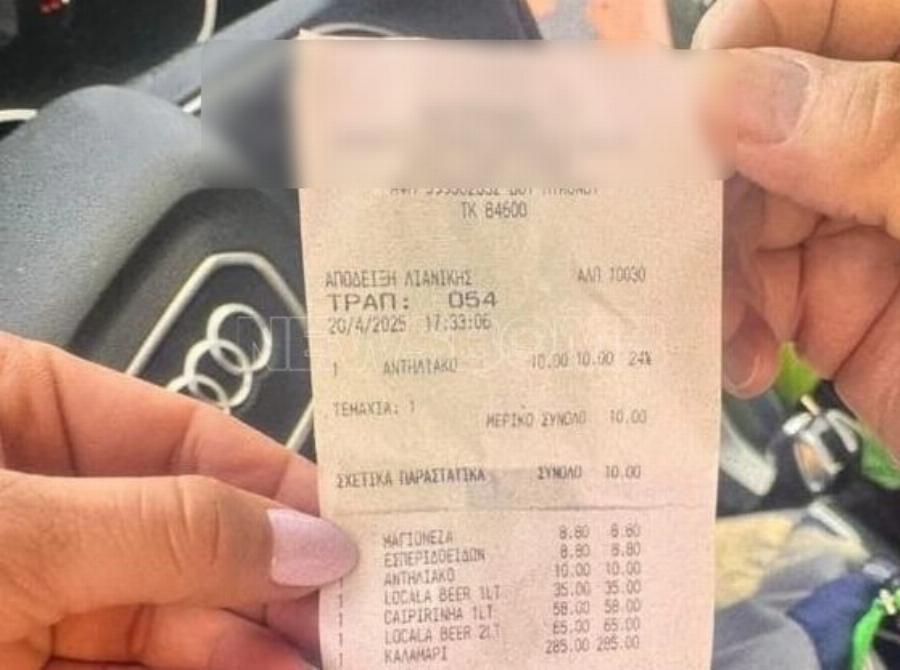 ΤΚ 84600
ΑΠΟΔΕΙΞΗ ΛΙΑΝΙΚΗΣ ΑΛΠ 10030
ΤΡΑΠ: 054
20/4/2025 17:33:06
1 ΑΝΤΗΛΙΑΚΟ 10.00 10.00 24%
ΤΕΜΑΧΙΑ: 1
ΜΕΡΙΚΟ ΣΥΝΟΛΟ 10.00
ΣΧΕΤΙΚΑ ΠΑΡΑΣΤΑΤΙΚΑ ΣΥΝΟΛΟ 10.00
ΜΑΓΙΟΝΕΖΑ 8.80 8.80
ΕΣΠΕΡΙΔΟΕΙΔΩΝ 8.80 8.80
ΑΝΤΗΛΙΑΚΟ 10.00 10.00
1 LOCALA BEER 1LT 35.00 35.00
1 CAIPIRINHA 1LT 58.00 58.00
1 LOCALA BEER 2LT 65.00 65.00
1 ΚΑΛΑΜΑΡΙ 285.00 285.00